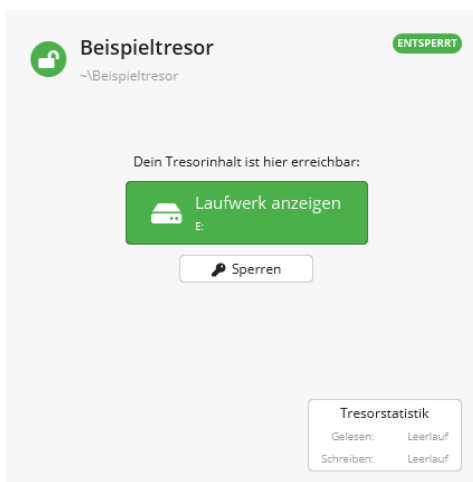 Beispieltresor
ENTSPERRT
~\Beispieltresor
Dein Tresorinhalt ist hier erreichbar:
Laufwerk anzeigen
E:
Sperren
Tresorstatistik
Gelesen: Leerlauf
Schreiben: Leerlauf